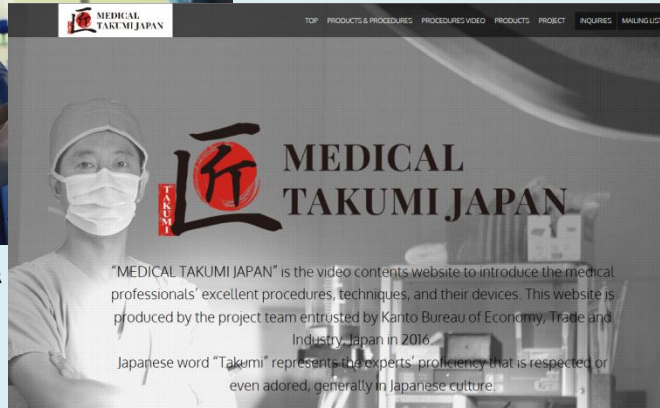 匠
TAKUMI
MEDICAL
TAKUMI JAPAN
TOP PRODUCTS & PROCEDURES PROCEDURES VIDEO PRODUCTS PROJECT INQUIRIES MAILING LIST
匠
TAKUMI
MEDICAL
TAKUMI JAPAN
"MEDICAL TAKUMI JAPAN" is the video contents website to introduce the medical
professionals' excellent procedures, techniques, and their devices. This website is
produced by the project team entrusted by Kanto Bureau of Economy, Trade and
Industry, Japan in 2016.
Japanese word "Takumi" represents the experts' proficiency that is respected or
even adored, generally in Japanese culture.